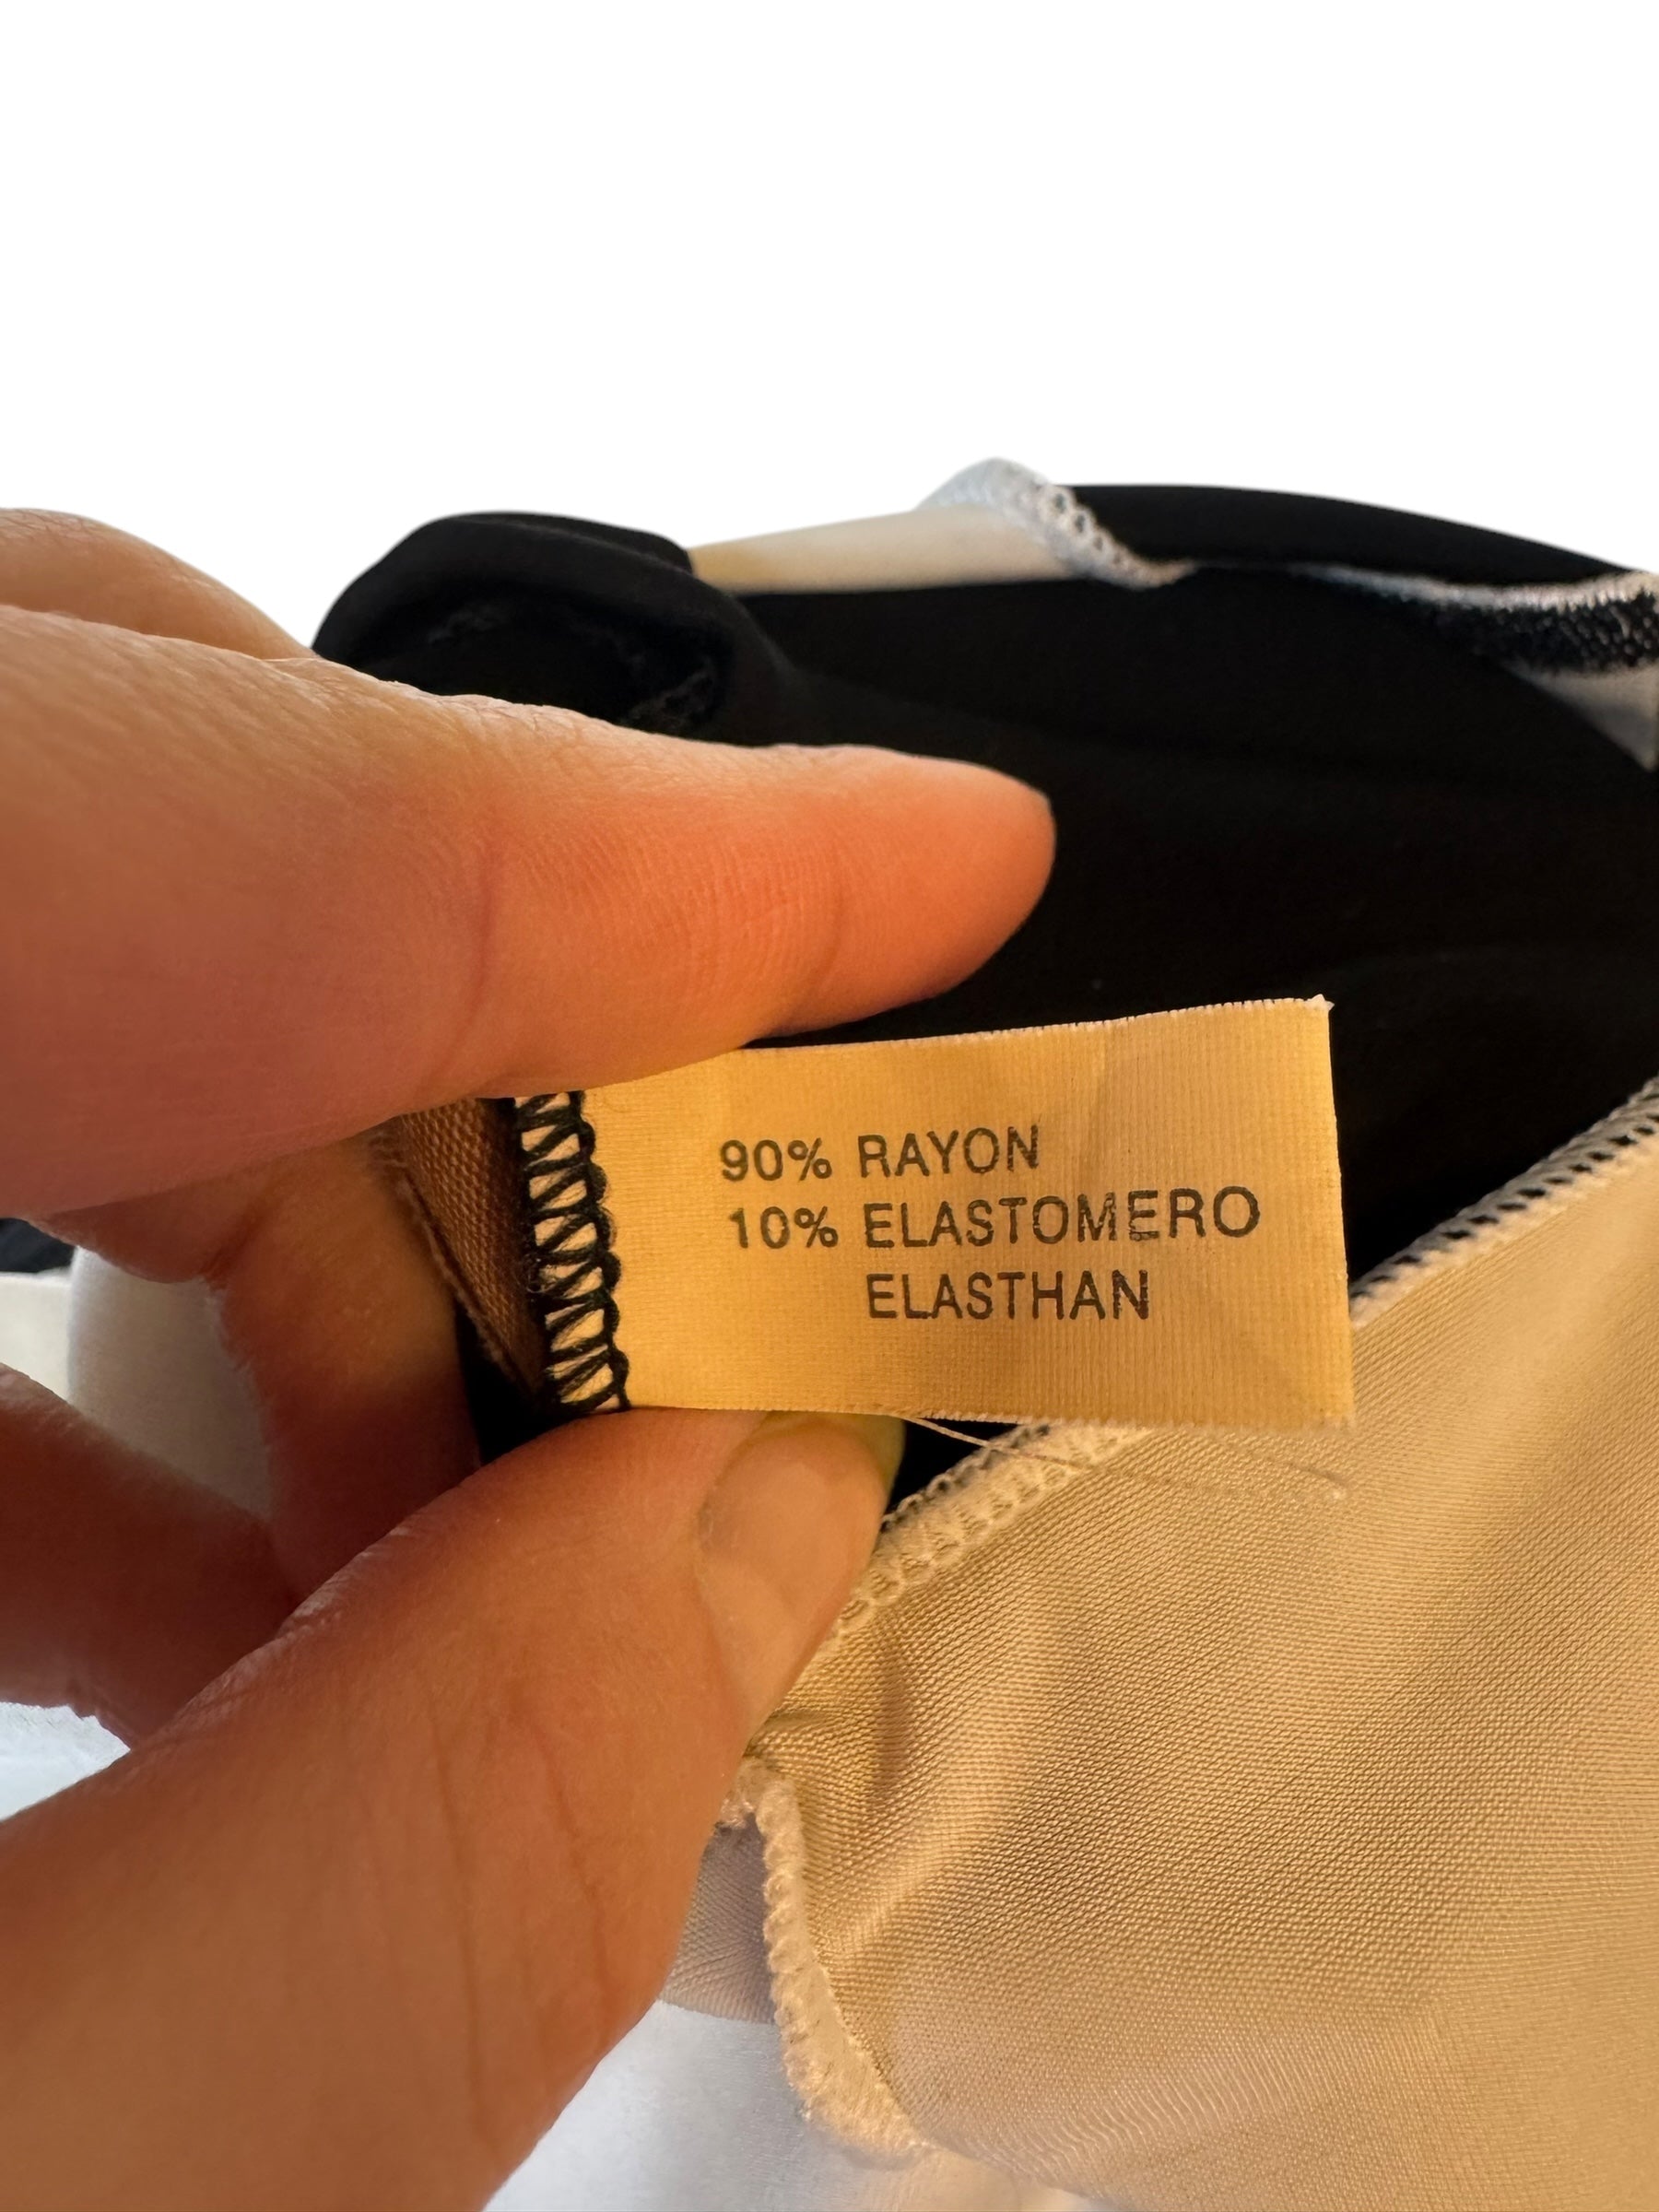 90% RAYON
10% ELASTOMERO
ELASTHAN